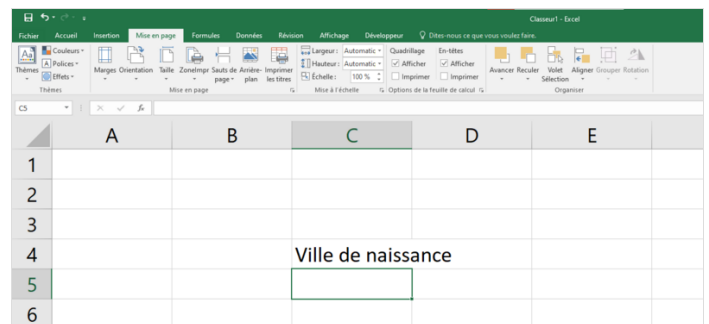 Classeur1 - Excel
Fichier Accueil Insertion Mise en page Formules Données Révision Affichage Développeur Dites-nous ce que vous voulez faire.
Couleurs Largeur : Automatic Quadrillage En-têtes
Aa A Polices Hauteur : Automatic Afficher Afficher
Thèmes Effets Marges Orientation Taille ZoneImpr Sauts de page Arrière-plan Imprimer les titres Échelle : 100 % Imprimer Imprimer Avancer Reculer Volet Sélection Aligner Grouper Rotation
Thèmes Mise en page Mise à l'échelle Options de la feuille de calcul Organiser
C5 fx
A B C D E
1
2
3
4 Ville de naissance
5
6